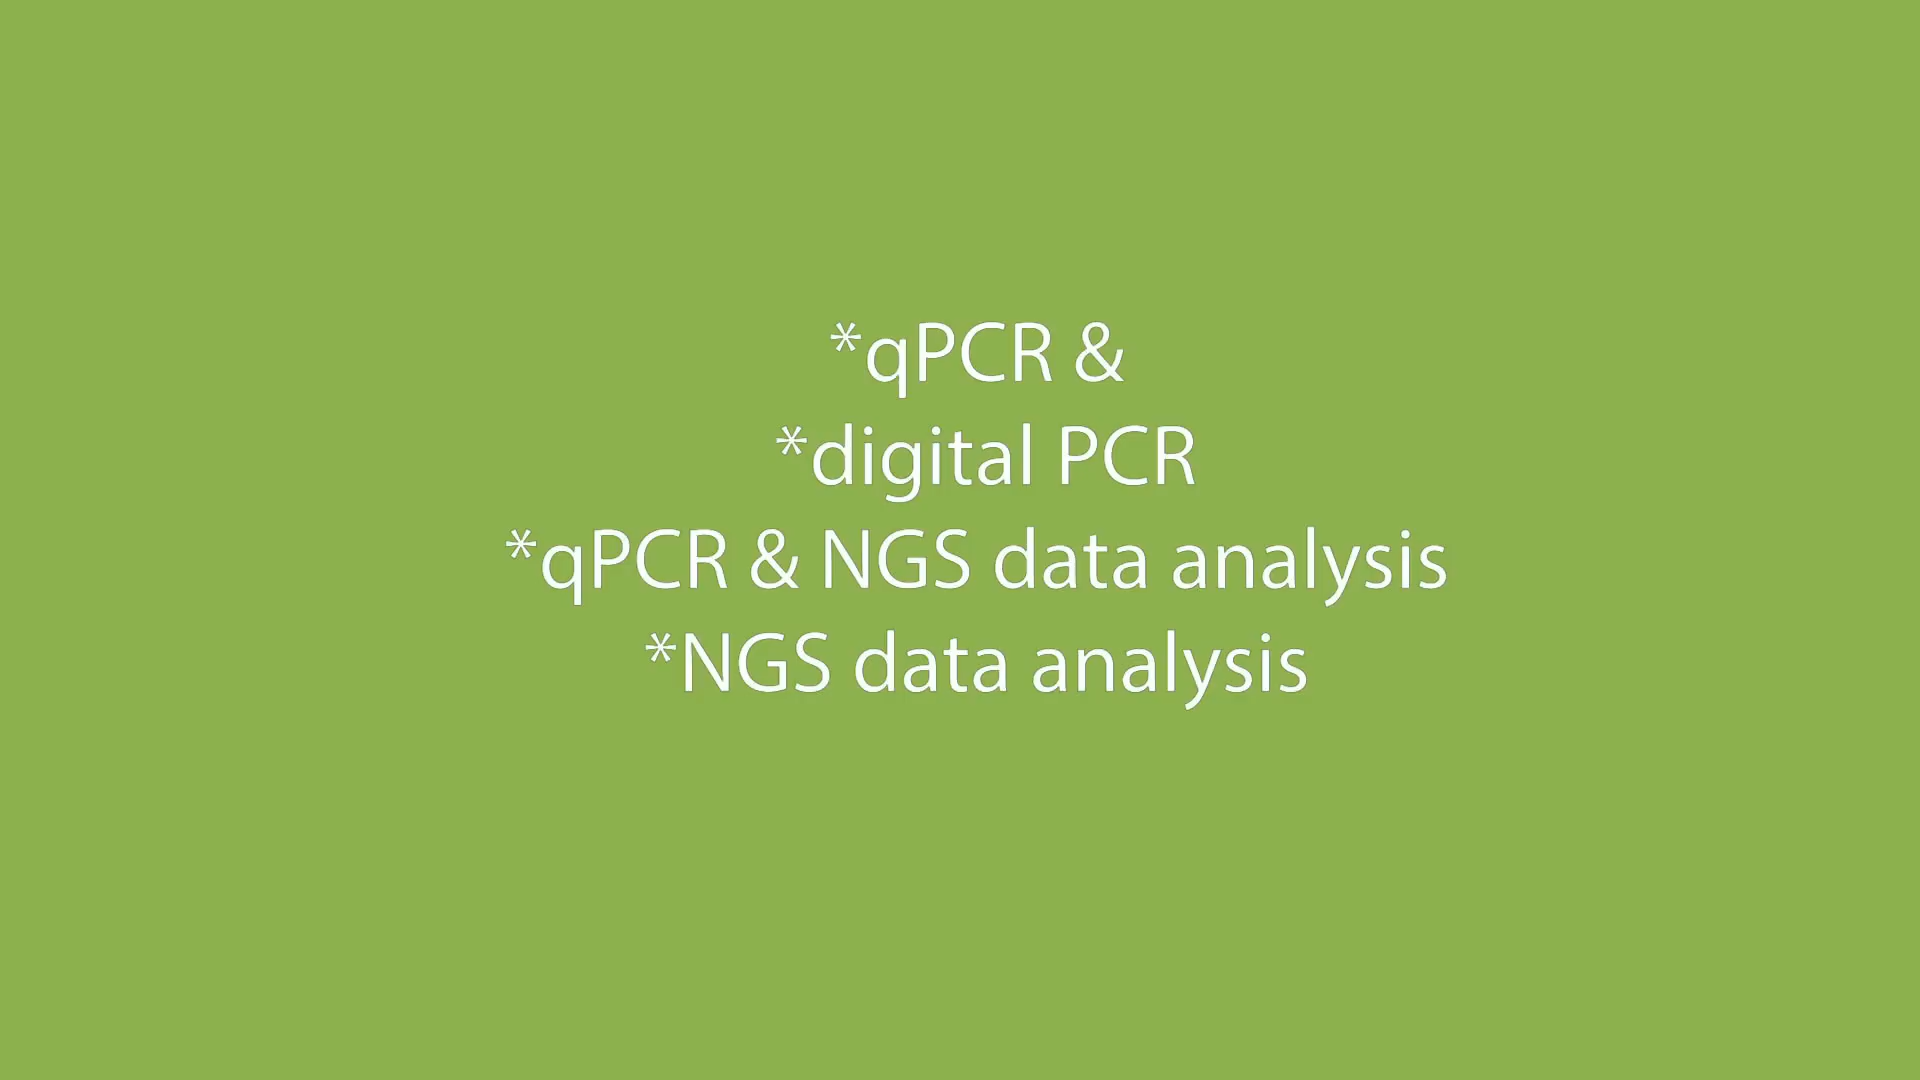 *qPCR &
*digital PCR
*qPCR & NGS data analysis
*NGS data analysis